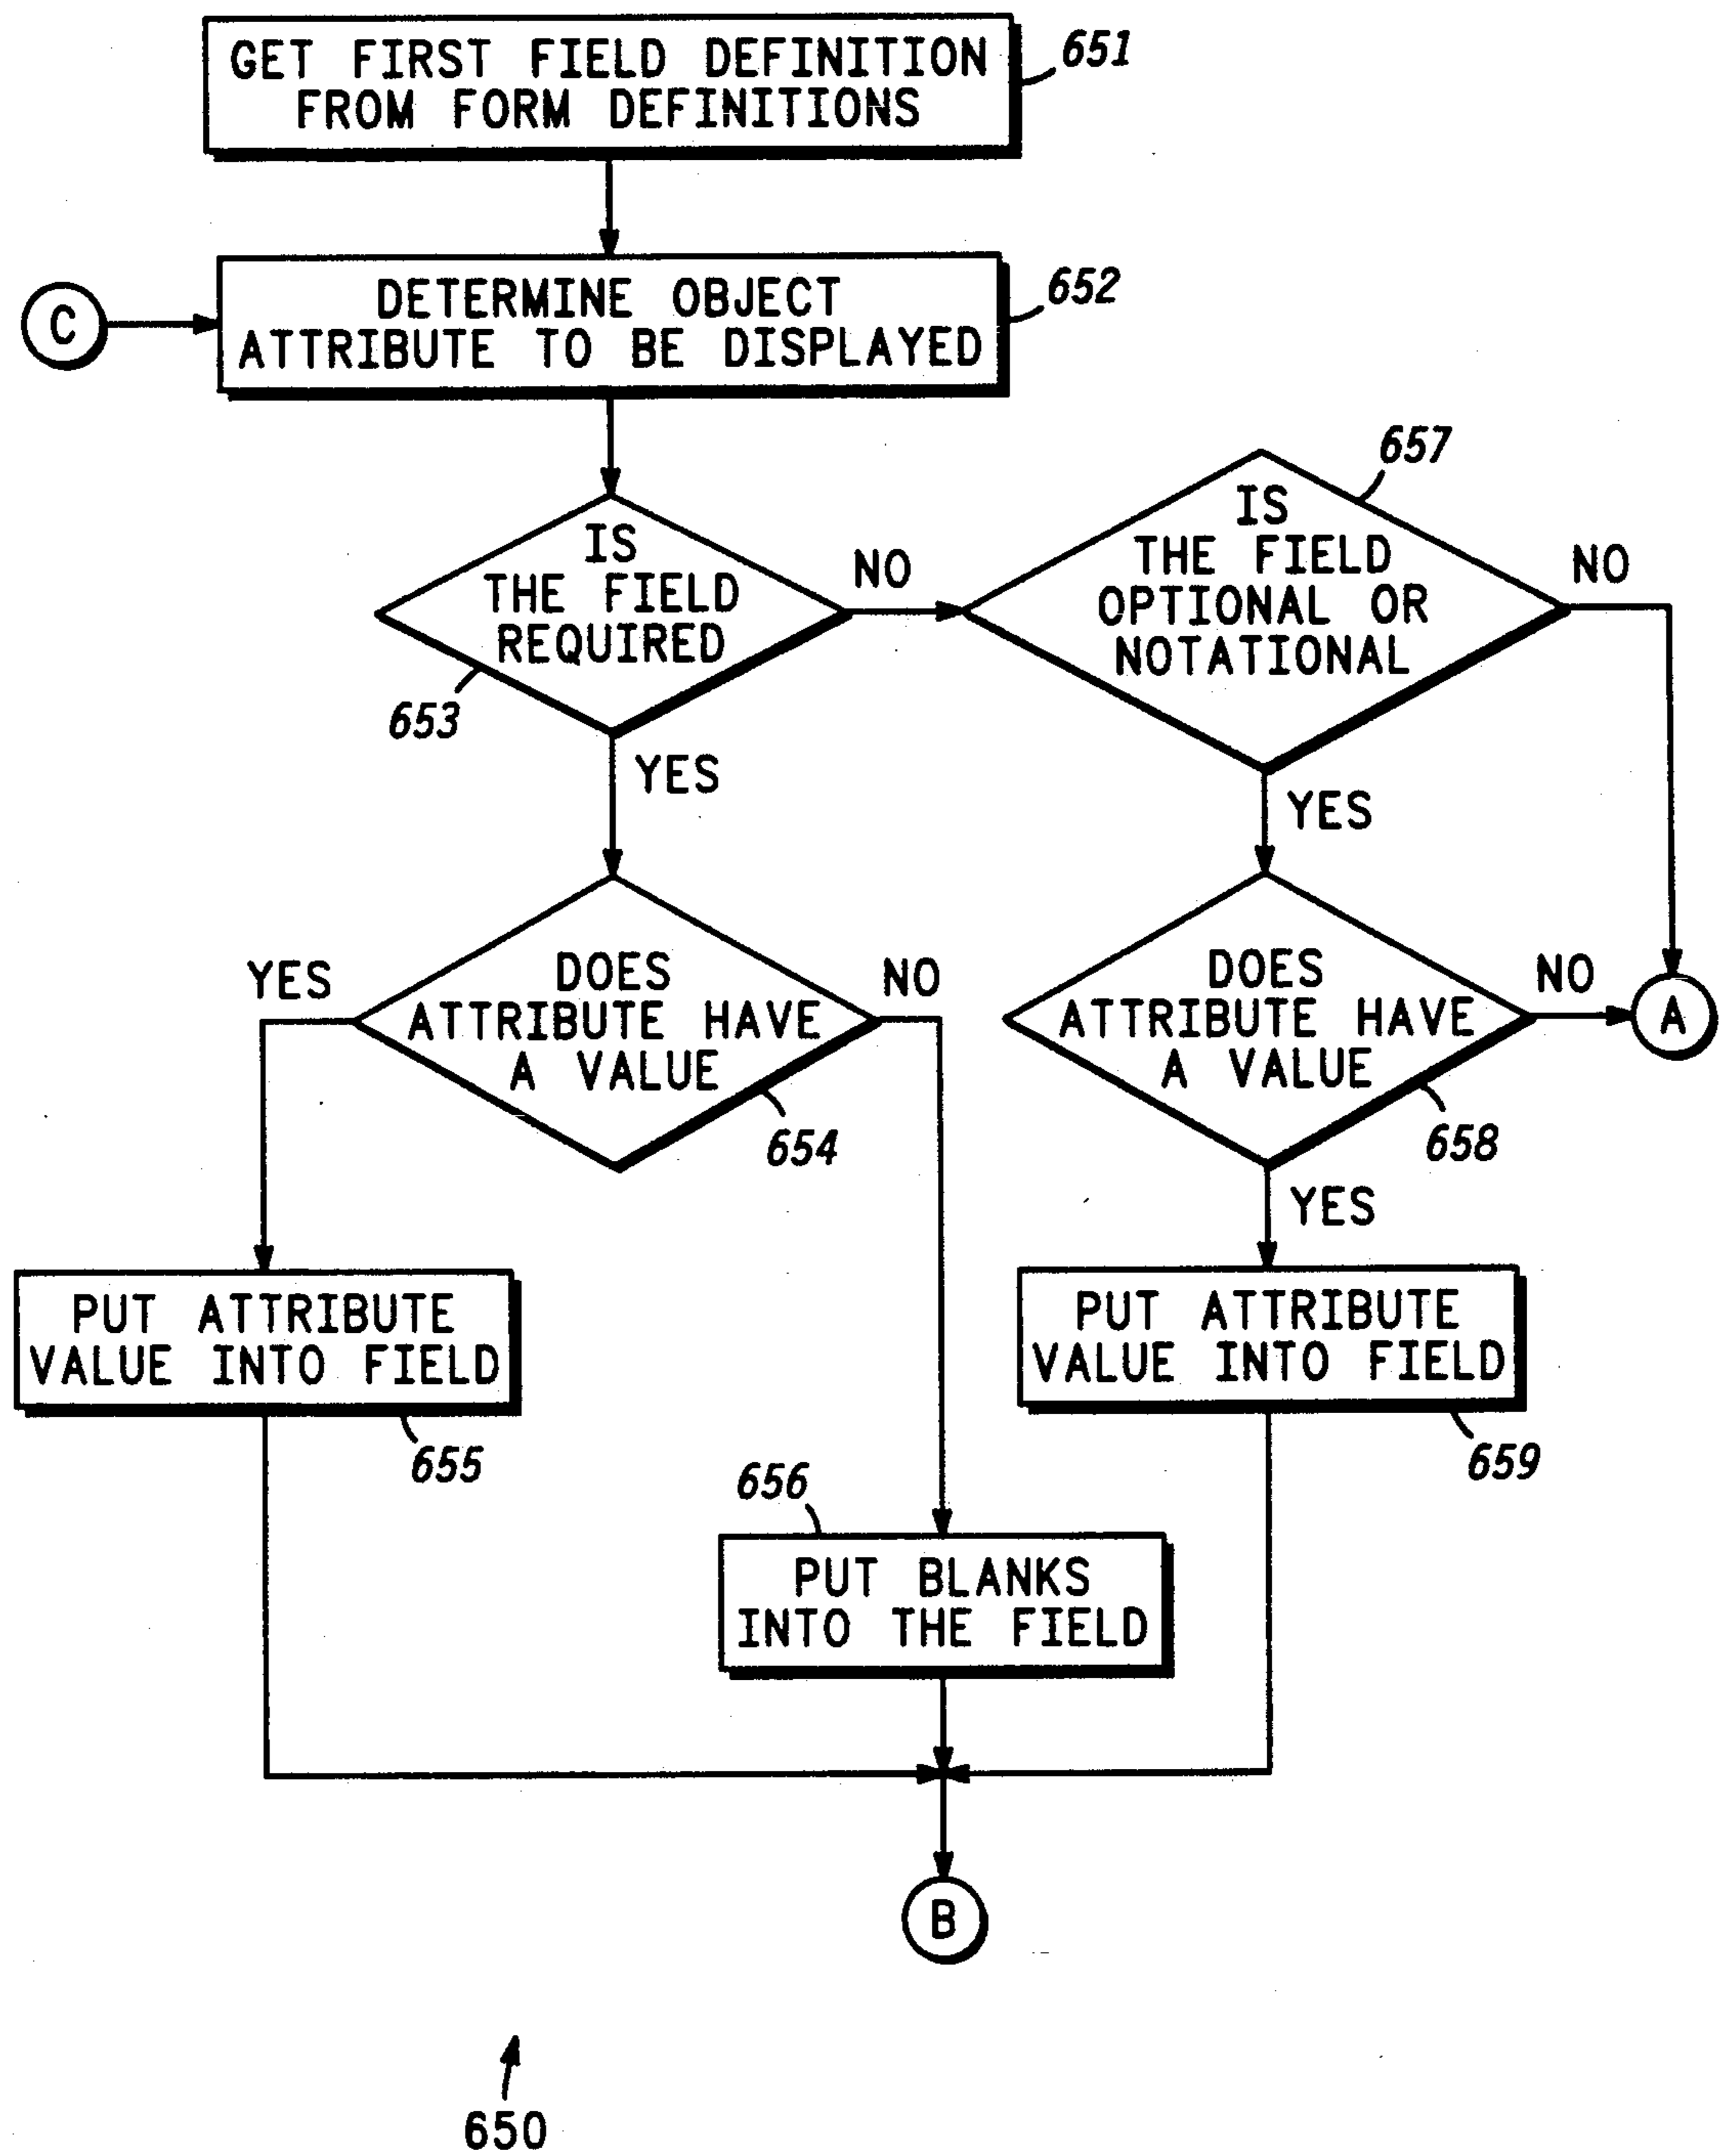 GET FIRST FIELD DEFINITION
FROM FORM DEFINITIONS
651
C
DETERMINE OBJECT
ATTRIBUTE TO BE DISPLAYED
652
IS
THE FIELD
REQUIRED
653
NO
YES
IS
THE FIELD
OPTIONAL OR
NOTATIONAL
657
NO
YES
YES
DOES
ATTRIBUTE HAVE
A VALUE
654
NO
DOES
ATTRIBUTE HAVE
A VALUE
658
NO
A
YES
PUT ATTRIBUTE
VALUE INTO FIELD
655
PUT ATTRIBUTE
VALUE INTO FIELD
659
656
PUT BLANKS
INTO THE FIELD
B
650